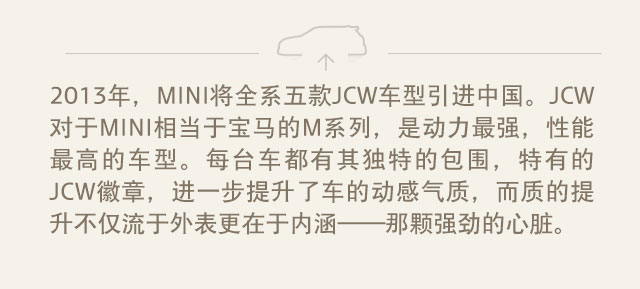 2013年，MINI将全系五款JCW车型引进中国。JCW
对于MINI相当于宝马的M系列，是动力最强，性能
最高的车型。每台车都有其独特的包围，特有的
JCW徽章，进一步提升了车的动感气质，而质的提
升不仅流于外表更在于内涵——那颗强劲的心脏。